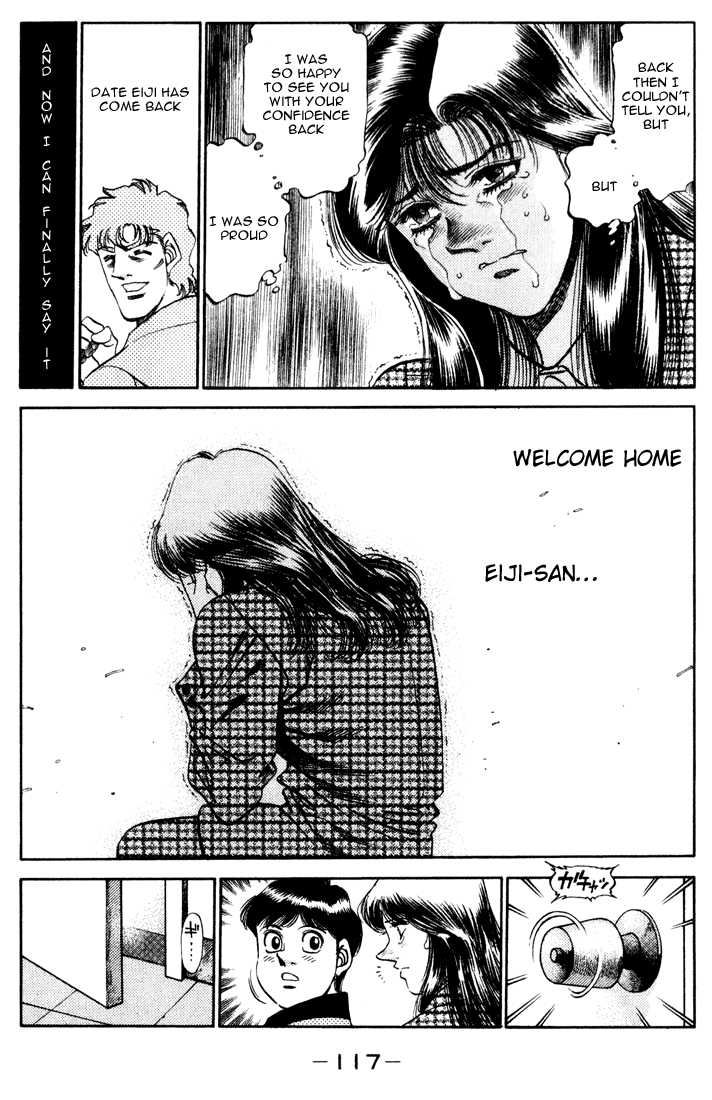 BACK
THEN I
COULDN'T
TELL YOU,
BUT
BUT
I WAS
SO HAPPY
TO SEE YOU
WITH YOUR
CONFIDENCE
BACK
I WAS SO
PROUD
DATE EIJI HAS
COME BACK
AND NOW I CAN FINALLY SAY IT
WELCOME HOME
EIJI-SAN...
ガチャッ
ギ…
-117-